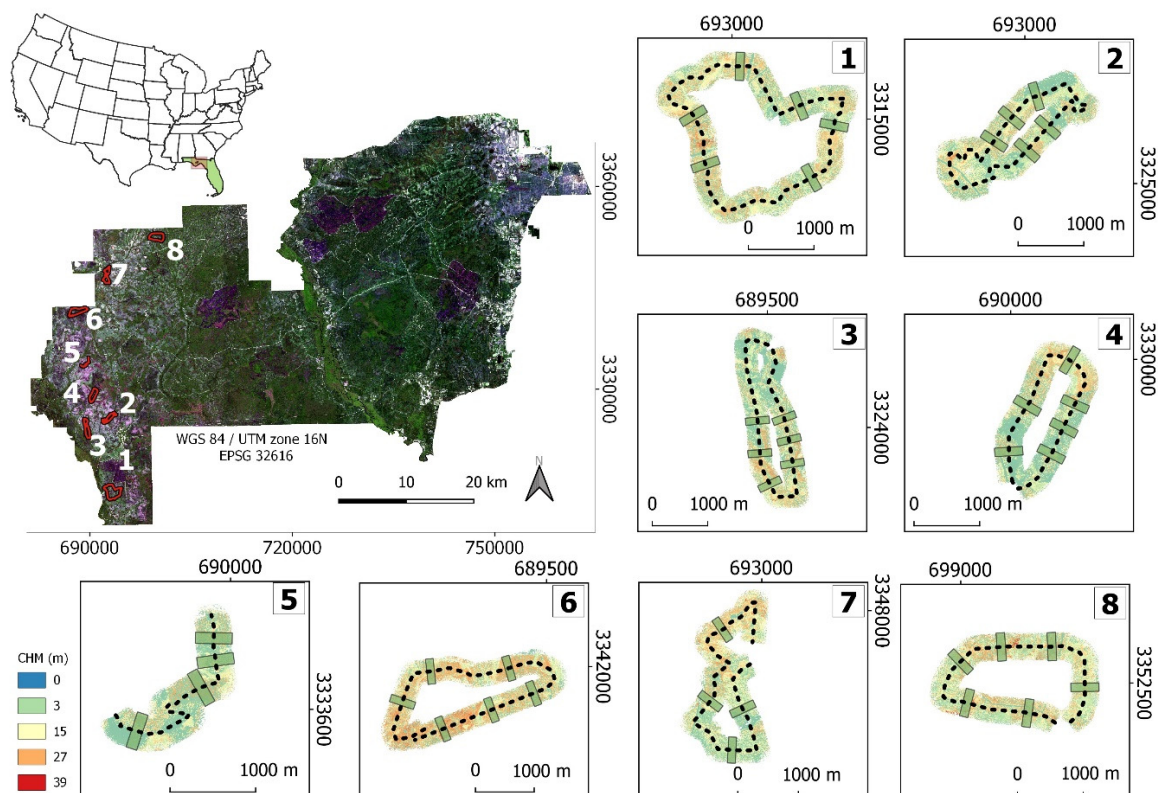 693000
1
3315000
0 1000 m
693000
2
3325000
0 1000 m
8
7
6
5
4
2
3
1
3360000
3330000
WGS 84 / UTM zone 16N
EPSG 32616
N
0 10 20 km
690000 720000 750000
689500
3
3324000
0 1000 m
690000
4
3330000
0 1000 m
CHM (m)
0
3
15
27
39
690000
5
3333600
0 1000 m
689500
6
3342000
0 1000 m
693000
7
3348000
0 1000 m
699000
8
3352500
0 1000 m